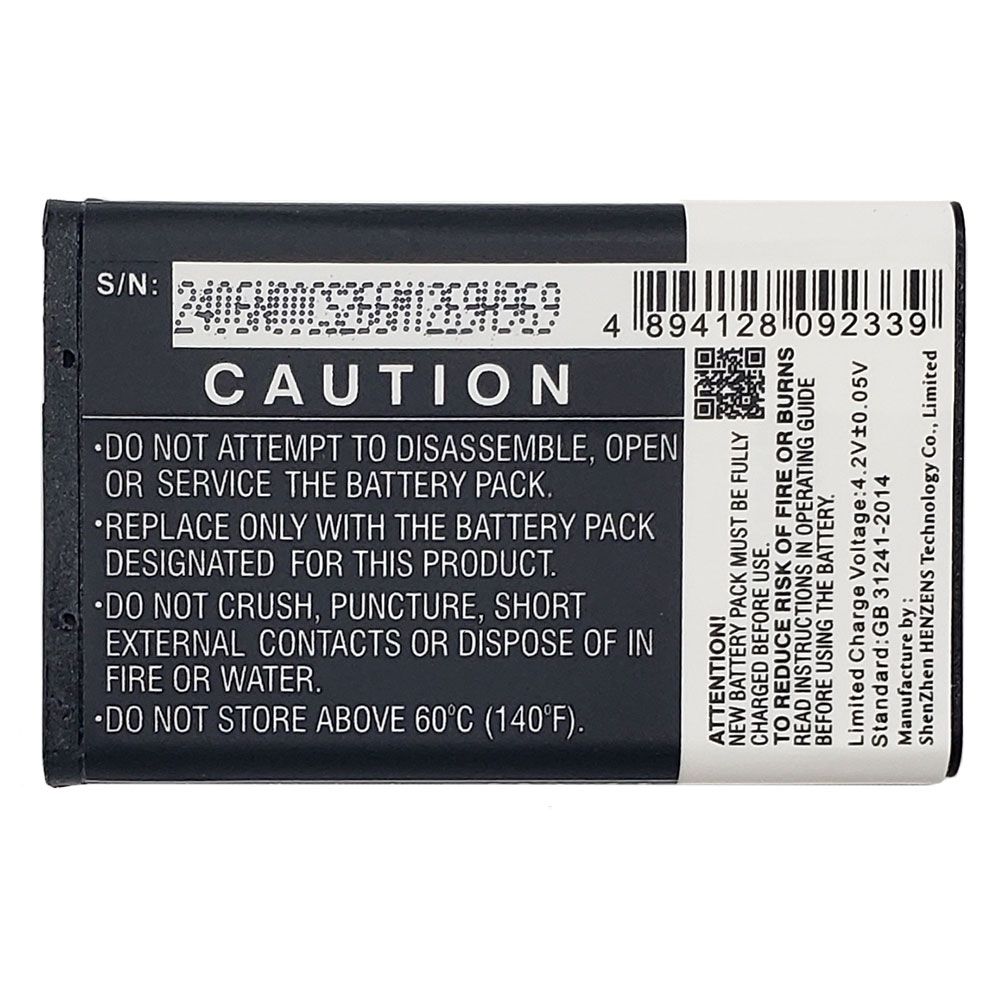 S/N:
4 894128 092339
CAUTION
•DO NOT ATTEMPT TO DISASSEMBLE, OPEN
OR SERVICE THE BATTERY PACK.
•REPLACE ONLY WITH THE BATTERY PACK
DESIGNATED FOR THIS PRODUCT.
•DO NOT CRUSH, PUNCTURE, SHORT
EXTERNAL CONTACTS OR DISPOSE OF IN
FIRE OR WATER.
•DO NOT STORE ABOVE 60°C (140°F).
ATTENTION!
NEW BATTERY PACK MUST BE FULLY
CHARGED BEFORE USE.
TO REDUCE RISK OF FIRE OR BURNS
READ INSTRUCTIONS IN OPERATING GUIDE
BEFORE USING THE BATTERY.
Limited Charge Voltage:4.2V±0.05V
Standard:GB 31241-2014
Manufacture by:
ShenZhen HENZENS Technology Co., Limited